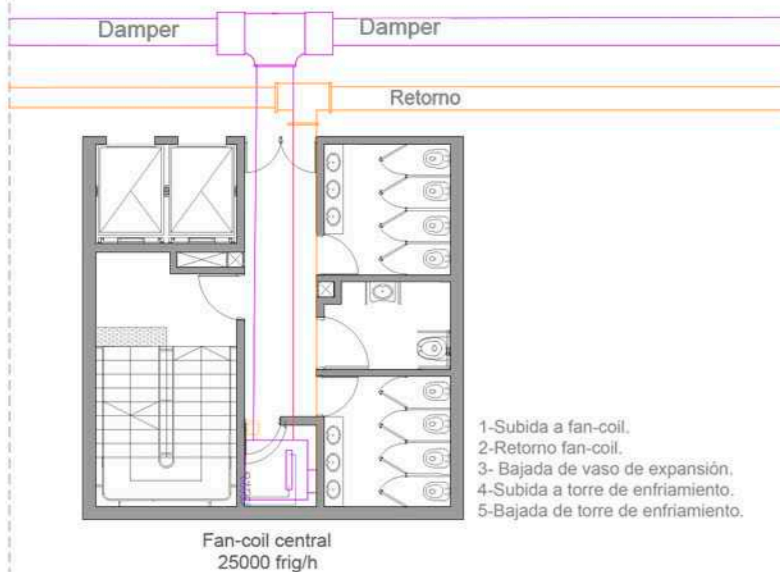 Damper
Damper
Retorno
1-Subida a fan-coil.
2-Retorno fan-coil.
3- Bajada de vaso de expansión.
4-Subida a torre de enfriamiento.
5-Bajada de torre de enfriamiento.
Fan-coil central
25000 frig/h